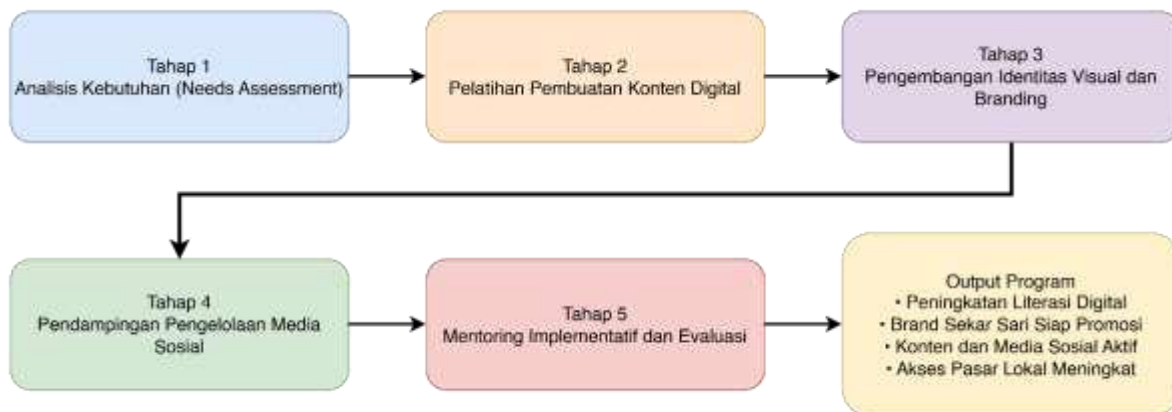 Tahap 1
Analisis Kebutuhan (Needs Assessment)
Tahap 2
Pelatihan Pembuatan Konten Digital
Tahap 3
Pengembangan Identitas Visual dan
Branding
Tahap 4
Pendampingan Pengelolaan Media
Sosial
Tahap 5
Mentoring Implementatif dan Evaluasi
Output Program
• Peningkatan Literasi Digital
• Brand Sekar Sari Siap Promosi
• Konten dan Media Sosial Aktif
• Akses Pasar Lokal Meningkat